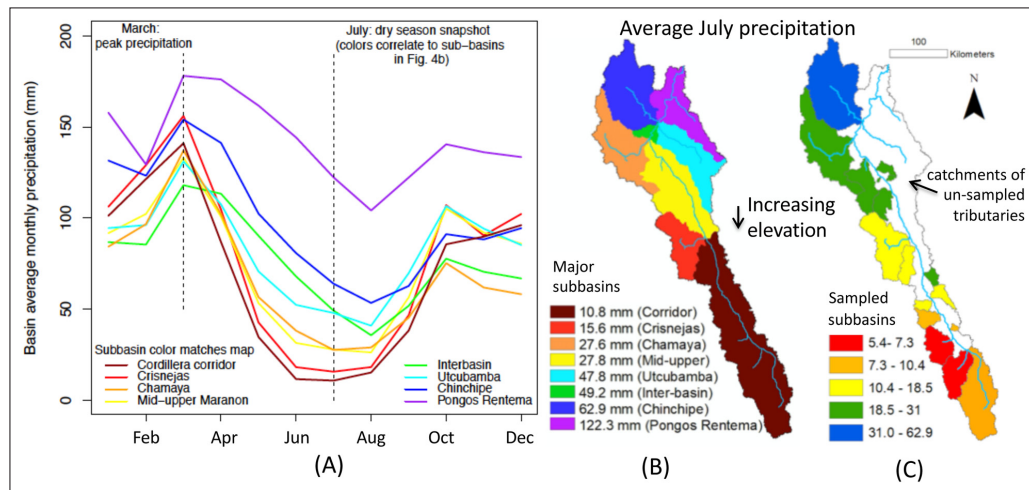 200
150
100
50
0
Basin average monthly precipitation (mm)
March:
peak precipitation
July: dry season snapshot
(colors correlate to sub-basins
in Fig. 4b)
Subbasin color matches map
Cordillera corridor
Crisnejas
Chamaya
Mid-upper Maranon
Interbasin
Utcubamba
Chinchipe
Pongos Rentema
Feb
Apr
Jun
Aug
Oct
Dec
(A)
Average July precipitation
Increasing
elevation
Major
subbasins
10.8 mm (Corridor)
15.6 mm (Crisnejas)
27.6 mm (Chamaya)
27.8 mm (Mid-upper)
47.8 mm (Utcubamba)
49.2 mm (Inter-basin)
62.9 mm (Chinchipe)
122.3 mm (Pongos Rentema)
(B)
100
Kilometers
N
catchments of
un-sampled
tributaries
Sampled
subbasins
5.4- 7.3
7.3 - 10.4
10.4 - 18.5
18.5 - 31
31.0 - 62.9
(C)